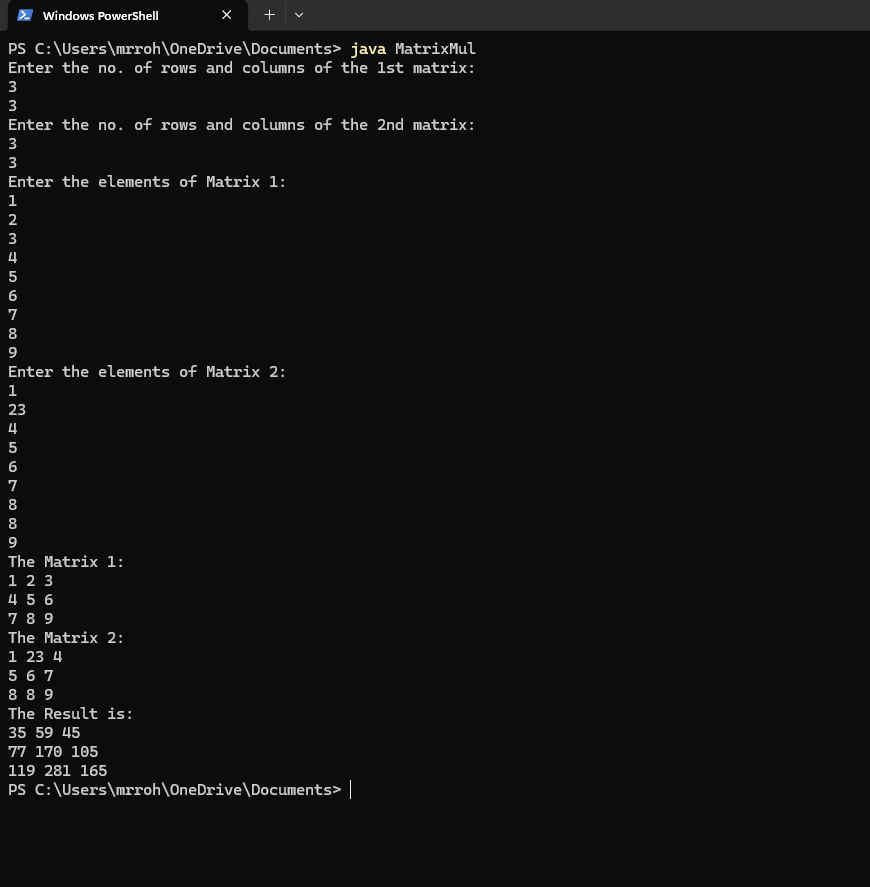 Windows PowerShell
PS C:\Users\mrroh\OneDrive\Documents> java MatrixMul
Enter the no. of rows and columns of the 1st matrix:
3
3
Enter the no. of rows and columns of the 2nd matrix:
3
3
Enter the elements of Matrix 1:
1
2
3
4
5
6
7
8
9
Enter the elements of Matrix 2:
1
23
4
5
6
7
8
8
9
The Matrix 1:
1 2 3
4 5 6
7 8 9
The Matrix 2:
1 23 4
5 6 7
8 8 9
The Result is:
35 59 45
77 170 105
119 281 165
PS C:\Users\mrroh\OneDrive\Documents>